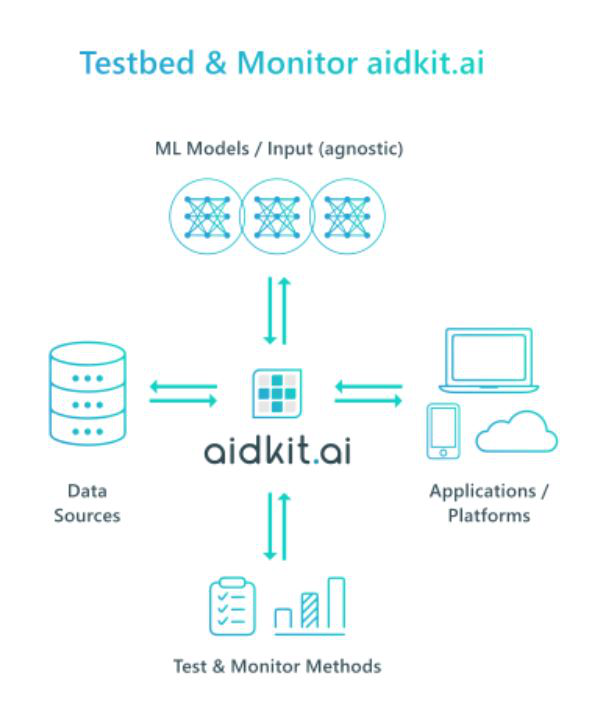 Testbed & Monitor aidkit.ai
ML Models / Input (agnostic)
aidkit.ai
Data
Sources
Applications /
Platforms
Test & Monitor Methods